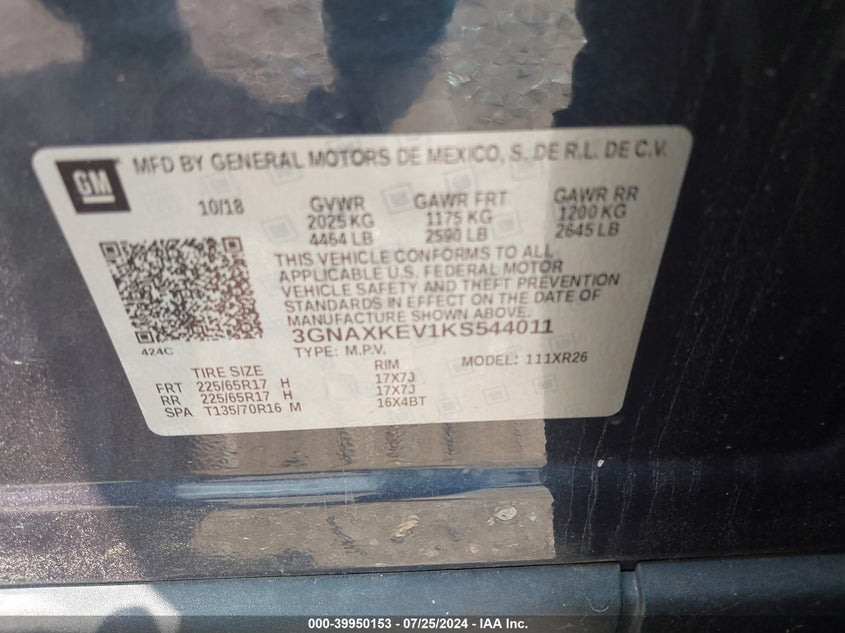 GM
MFD BY GENERAL MOTORS DE MEXICO, S. DE R.L. DE C.V.
10/18 GVWR GAWR FRT GAWR RR
2025 KG 1175 KG 1200 KG
4464 LB 2590 LB 2645 LB
THIS VEHICLE CONFORMS TO ALL
APPLICABLE U.S. FEDERAL MOTOR
VEHICLE SAFETY AND THEFT PREVENTION
STANDARDS IN EFFECT ON THE DATE OF
MANUFACTURE SHOWN ABOVE.
3GNAXKEV1KS544011
424C TYPE: M.P.V. MODEL: 111XR26
TIRE SIZE RIM
FRT 225/65R17 H 17X7J
RR 225/65R17 H 17X7J
SPA T135/70R16 M 16X4BT
000-39950153 - 07/25/2024 - IAA Inc.